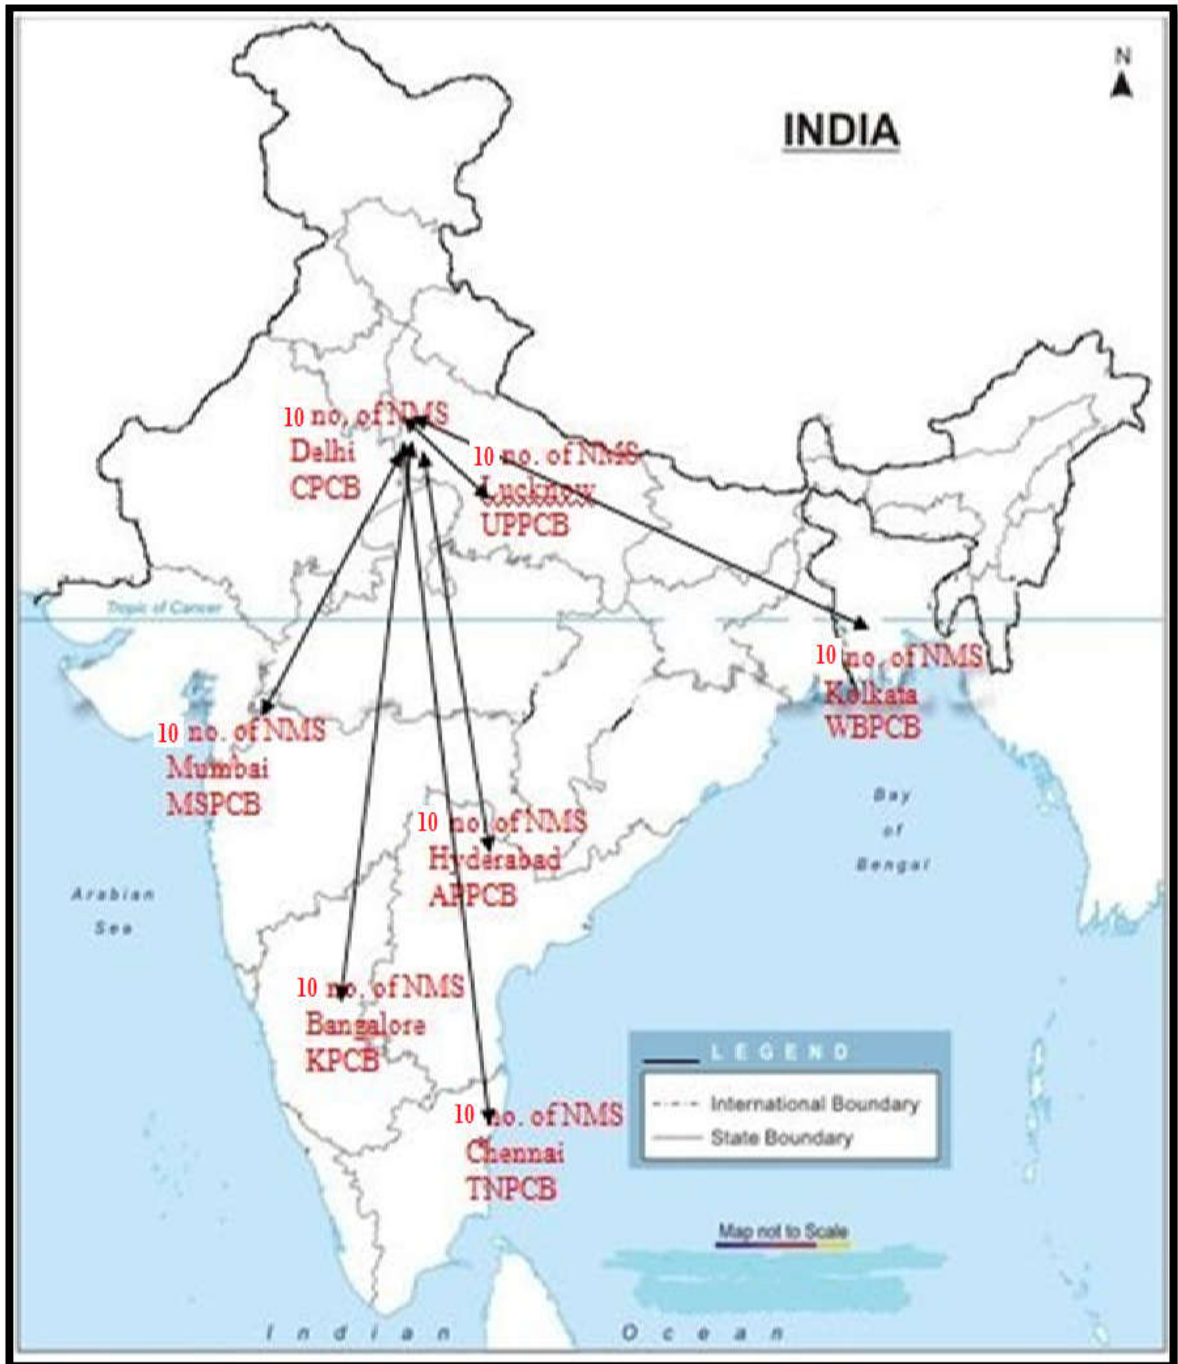 N
INDIA
10 no. of NMS
Delhi
CPCB
10 no. of NMS
Lucknow
UPPCB
Tropic of Cancer
10 no. of NMS
Kolkata
WBPCB
10 no. of NMS
Mumbai
MSPCB
10 no. of NMS
Hyderabad
APPCB
Bay
of
Bengal
Arabian
Sea
10 no. of NMS
Bangalore
KPCB
LEGEND
International Boundary
State Boundary
10 no. of NMS
Chennai
TNPCB
Map not to Scale
Indian Ocean